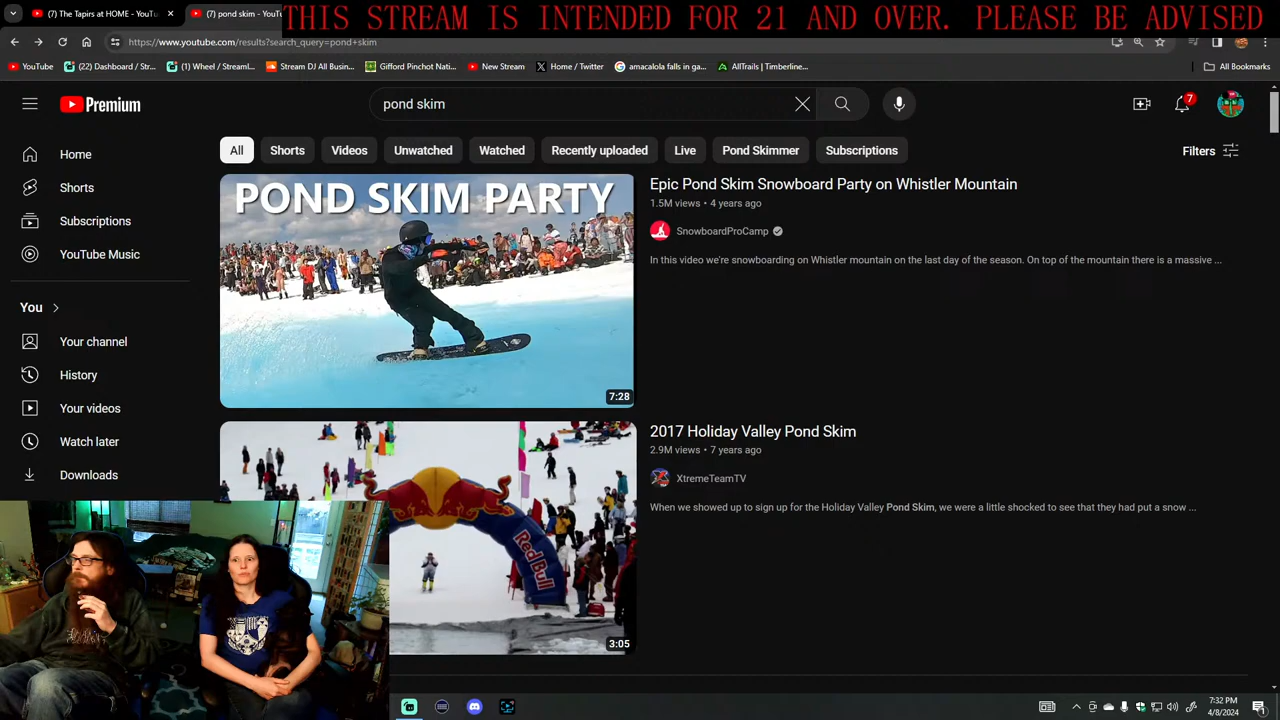 THIS STREAM IS INTENDED FOR 21 AND OVER. PLEASE BE ADVISED
(7) The Tapirs at HOME - YouTu
(7) pond skim - YouT
https://www.youtube.com/results?search_query=pond+skim
YouTube
(22) Dashboard / Str...
(1) Wheel / Streaml...
Stream DJ All Busin...
Gifford Pinchot Nati...
New Stream
Home / Twitter
amacalola falls in ga...
AllTrails | Timberline...
All Bookmarks
Premium
pond skim
7
All
Shorts
Videos
Unwatched
Watched
Recently uploaded
Live
Pond Skimmer
Subscriptions
Filters
Home
Shorts
Subscriptions
YouTube Music
You
Your channel
History
Your videos
Watch later
Downloads
POND SKIM PARTY
7:28
Epic Pond Skim Snowboard Party on Whistler Mountain
1.5M views • 4 years ago
SnowboardProCamp
In this video we're snowboarding on Whistler mountain on the last day of the season. On top of the mountain there is a massive ...
Red Bull
3:05
2017 Holiday Valley Pond Skim
2.9M views • 7 years ago
XtremeTeamTV
When we showed up to sign up for the Holiday Valley Pond Skim, we were a little shocked to see that they had put a snow ...
7:32 PM
4/8/2024